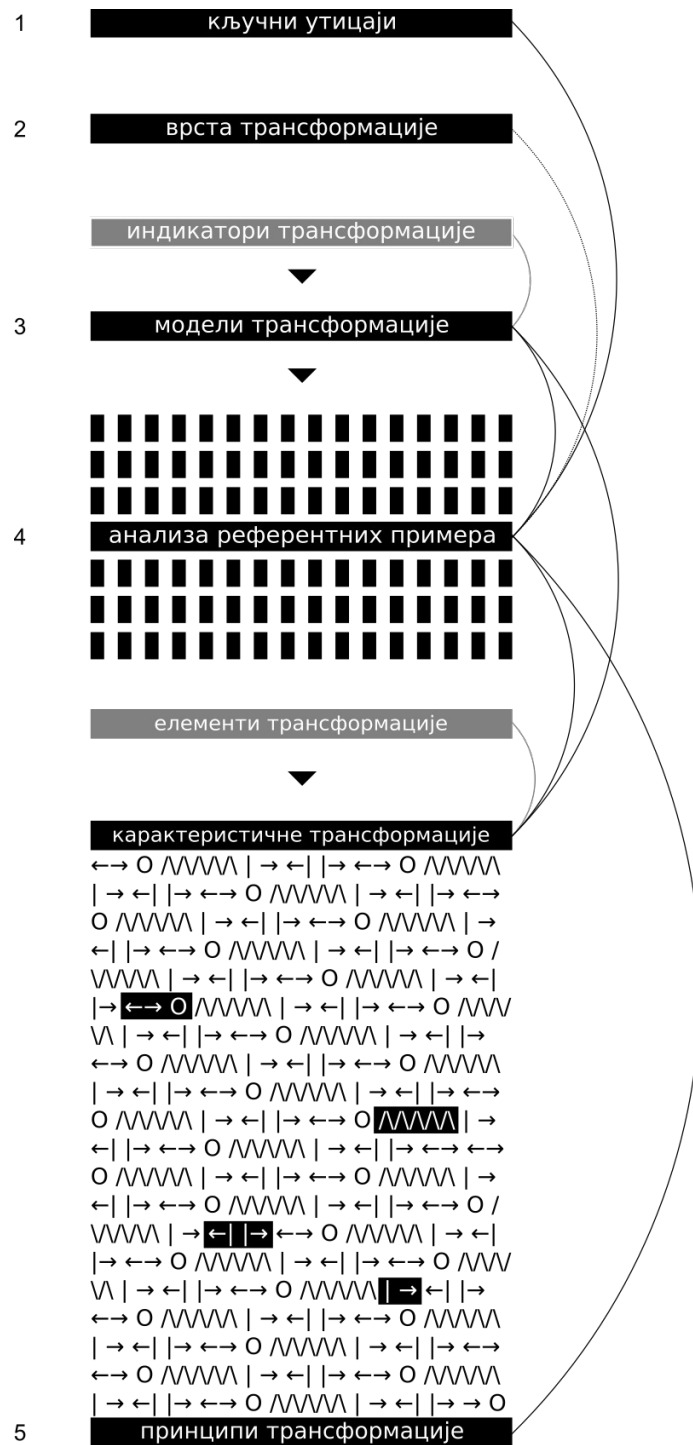 1 кључни утицаји
2 врста трансформације
индикатори трансформације
3 модели трансформације
4 анализа референтних примера
елементи трансформације
карактеристичне трансформације
←→ O /\/\/\/\/\ | → ←| |→ ←→ O /\/\/\/\/\
| → ←| |→ ←→ O /\/\/\/\/\ | → ←| |→ ←→
O /\/\/\/\/\ | → ←| |→ ←→ O /\/\/\/\/\ | →
←| |→ ←→ O /\/\/\/\/\ | → ←| |→ ←→ O /
\/\/\/\/\ | → ←| |→ ←→ O /\/\/\/\/\ | → ←|
|→ ←→ O /\/\/\/\/\ | → ←| |→ ←→ O /\/\/\/
\/\ | → ←| |→ ←→ O /\/\/\/\/\ | → ←| |→
←→ O /\/\/\/\/\ | → ←| |→ ←→ O /\/\/\/\/\
| → ←| |→ ←→ O /\/\/\/\/\ | → ←| |→ ←→
O /\/\/\/\/\ | → ←| |→ ←→ O /\/\/\/\/\ | →
←| |→ ←→ O /\/\/\/\/\ | → ←| |→ ←→ ←→
O /\/\/\/\/\ | → ←| |→ ←→ O /\/\/\/\/\ | →
←| |→ ←→ O /\/\/\/\/\ | → ←| |→ ←→ O /
\/\/\/\/\ | → ←| |→ ←→ O /\/\/\/\/\ | → ←|
|→ ←→ O /\/\/\/\/\ | → ←| |→ ←→ O /\/\/\/
\/\ | → ←| |→ ←→ O /\/\/\/\/\ | → ←| |→
←→ O /\/\/\/\/\ | → ←| |→ ←→ O /\/\/\/\/\
| → ←| |→ ←→ O /\/\/\/\/\ | → ←| |→ ←→
←→ O /\/\/\/\/\ | → ←| |→ ←→ O /\/\/\/\/\
| → ←| |→ ←→ O /\/\/\/\/\ | → ←| |→ → O
5 принципи трансформације